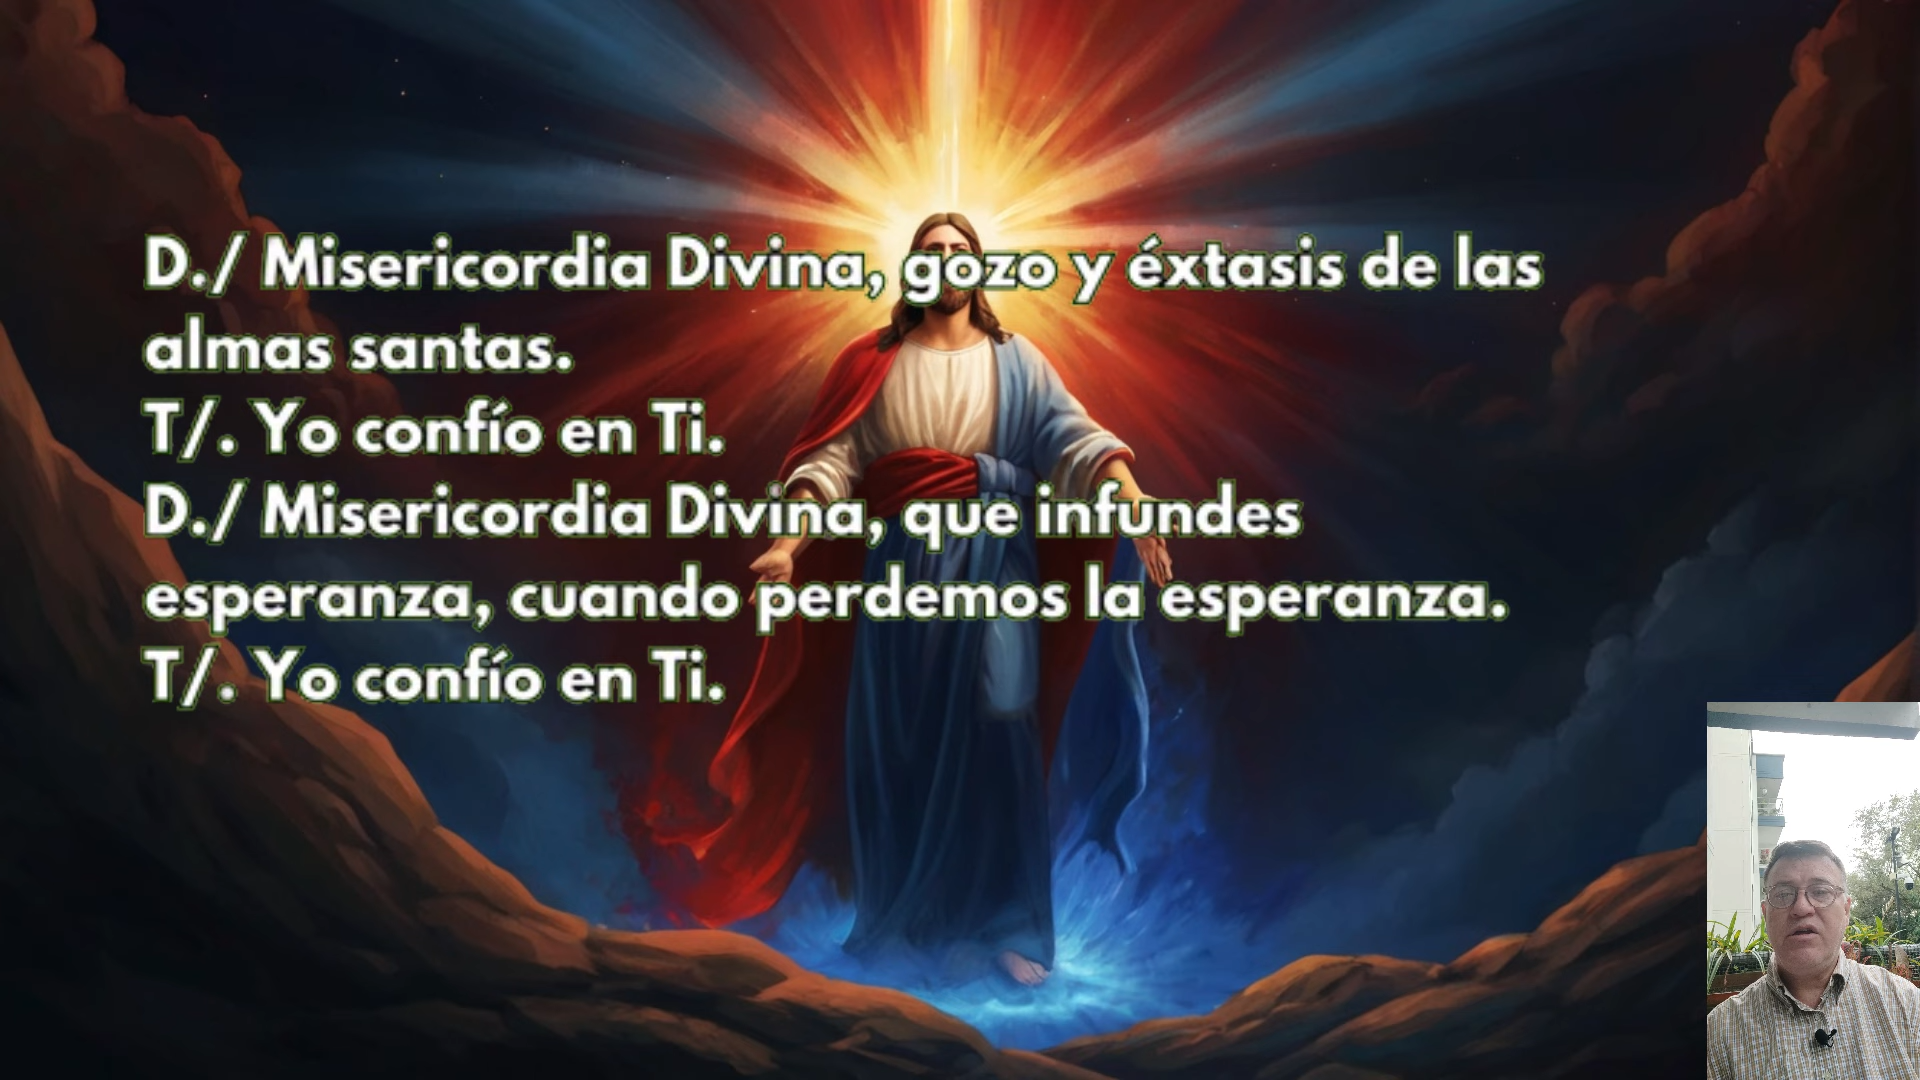 D./ Misericordia Divina, gozo y éxtasis de las
almas santas.
T/. Yo confío en Ti.
D./ Misericordia Divina, que infundes
esperanza, cuando perdemos la esperanza.
T/. Yo confío en Ti.